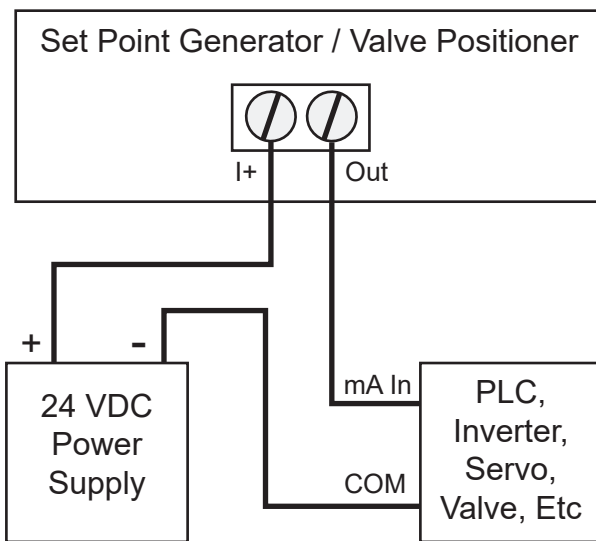 Set Point Generator / Valve Positioner
I+
Out
+
-
24 VDC
Power
Supply
mA In
COM
PLC,
Inverter,
Servo,
Valve, Etc